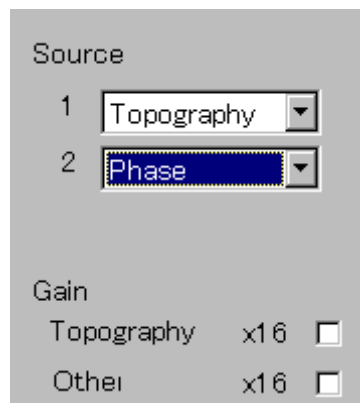 Source
1 Topography
2 Phase
Gain
Topography x16
Other x16